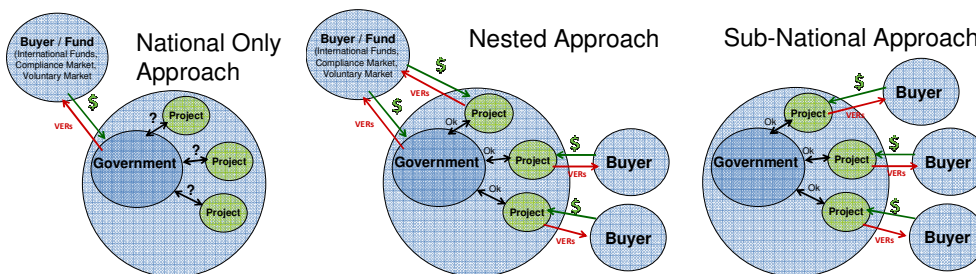 National Only
Approach
Buyer / Fund
(International Funds,
Compliance Market,
Voluntary Market
$
VERs
Government
?
Project
?
Project
?
Project
Nested Approach
Buyer / Fund
(International Funds,
Compliance Market,
Voluntary Market
$
VERs
$
VERs
Government
Ok
Project
Ok
Project
$
VERs
Buyer
Ok
Project
$
VERs
Buyer
Sub-National Approach
Government
Ok
Project
$
VERs
Buyer
Ok
Project
$
VERs
Buyer
Ok
Project
$
VERs
Buyer